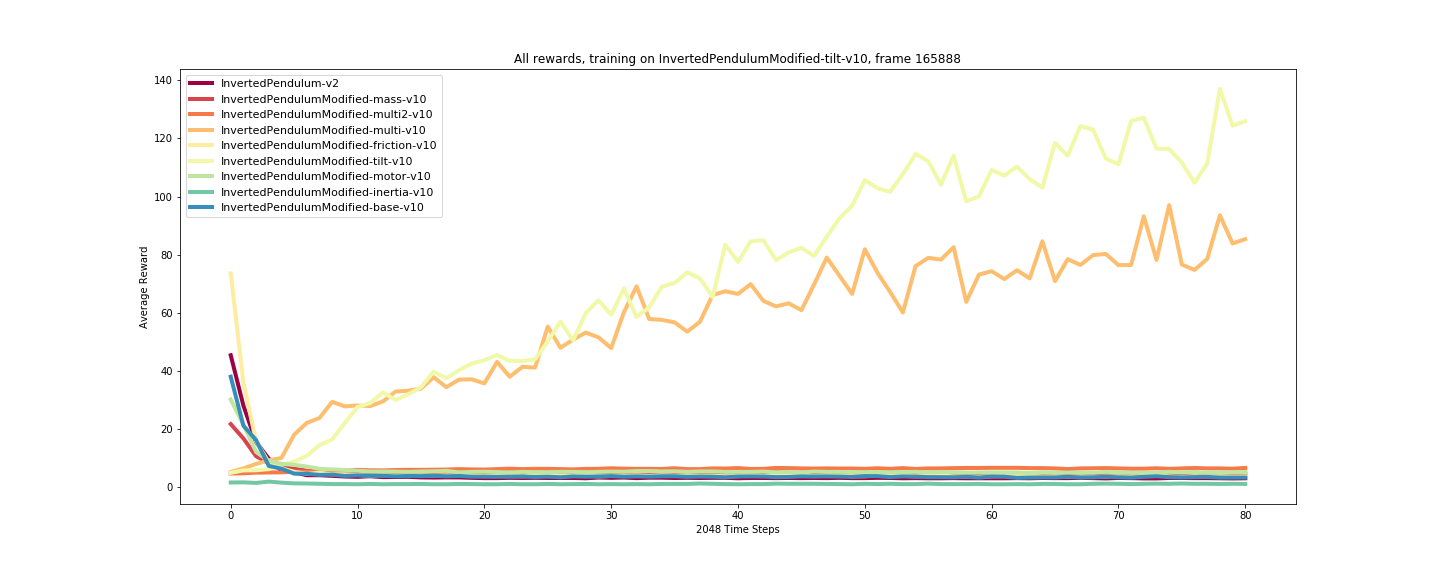 All rewards, training on InvertedPendulumModified-tilt-v10, frame 165888
InvertedPendulum-v2
InvertedPendulumModified-mass-v10
InvertedPendulumModified-multi2-v10
InvertedPendulumModified-multi-v10
InvertedPendulumModified-friction-v10
InvertedPendulumModified-tilt-v10
InvertedPendulumModified-motor-v10
InvertedPendulumModified-inertia-v10
InvertedPendulumModified-base-v10
140
120
100
80
60
40
20
0
Average Reward
0 10 20 30 40 50 60 70 80
2048 Time Steps